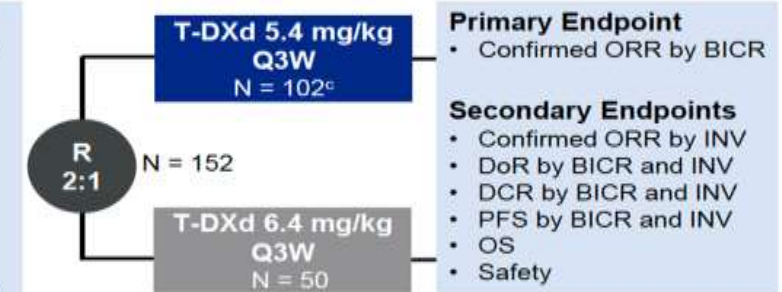 T-DXd 5.4 mg/kg
Q3W
N = 102ᶜ
R
2:1
N = 152
T-DXd 6.4 mg/kg
Q3W
N = 50
Primary Endpoint
• Confirmed ORR by BICR
Secondary Endpoints
• Confirmed ORR by INV
• DoR by BICR and INV
• DCR by BICR and INV
• PFS by BICR and INV
• OS
• Safety